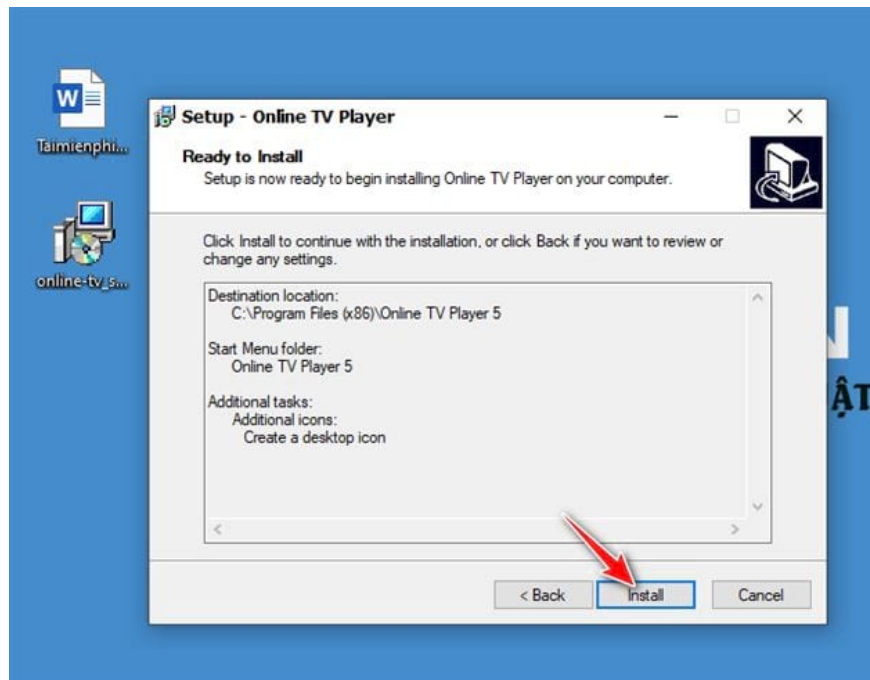 Taimienphi...
online-tv_s...
Setup - Online TV Player
Ready to Install
Setup is now ready to begin installing Online TV Player on your computer.
Click Install to continue with the installation, or click Back if you want to review or
change any settings.
Destination location:
C:\Program Files (x86)\Online TV Player 5
Start Menu folder:
Online TV Player 5
Additional tasks:
Additional icons:
Create a desktop icon
< Back
Install
Cancel
N
ẬT